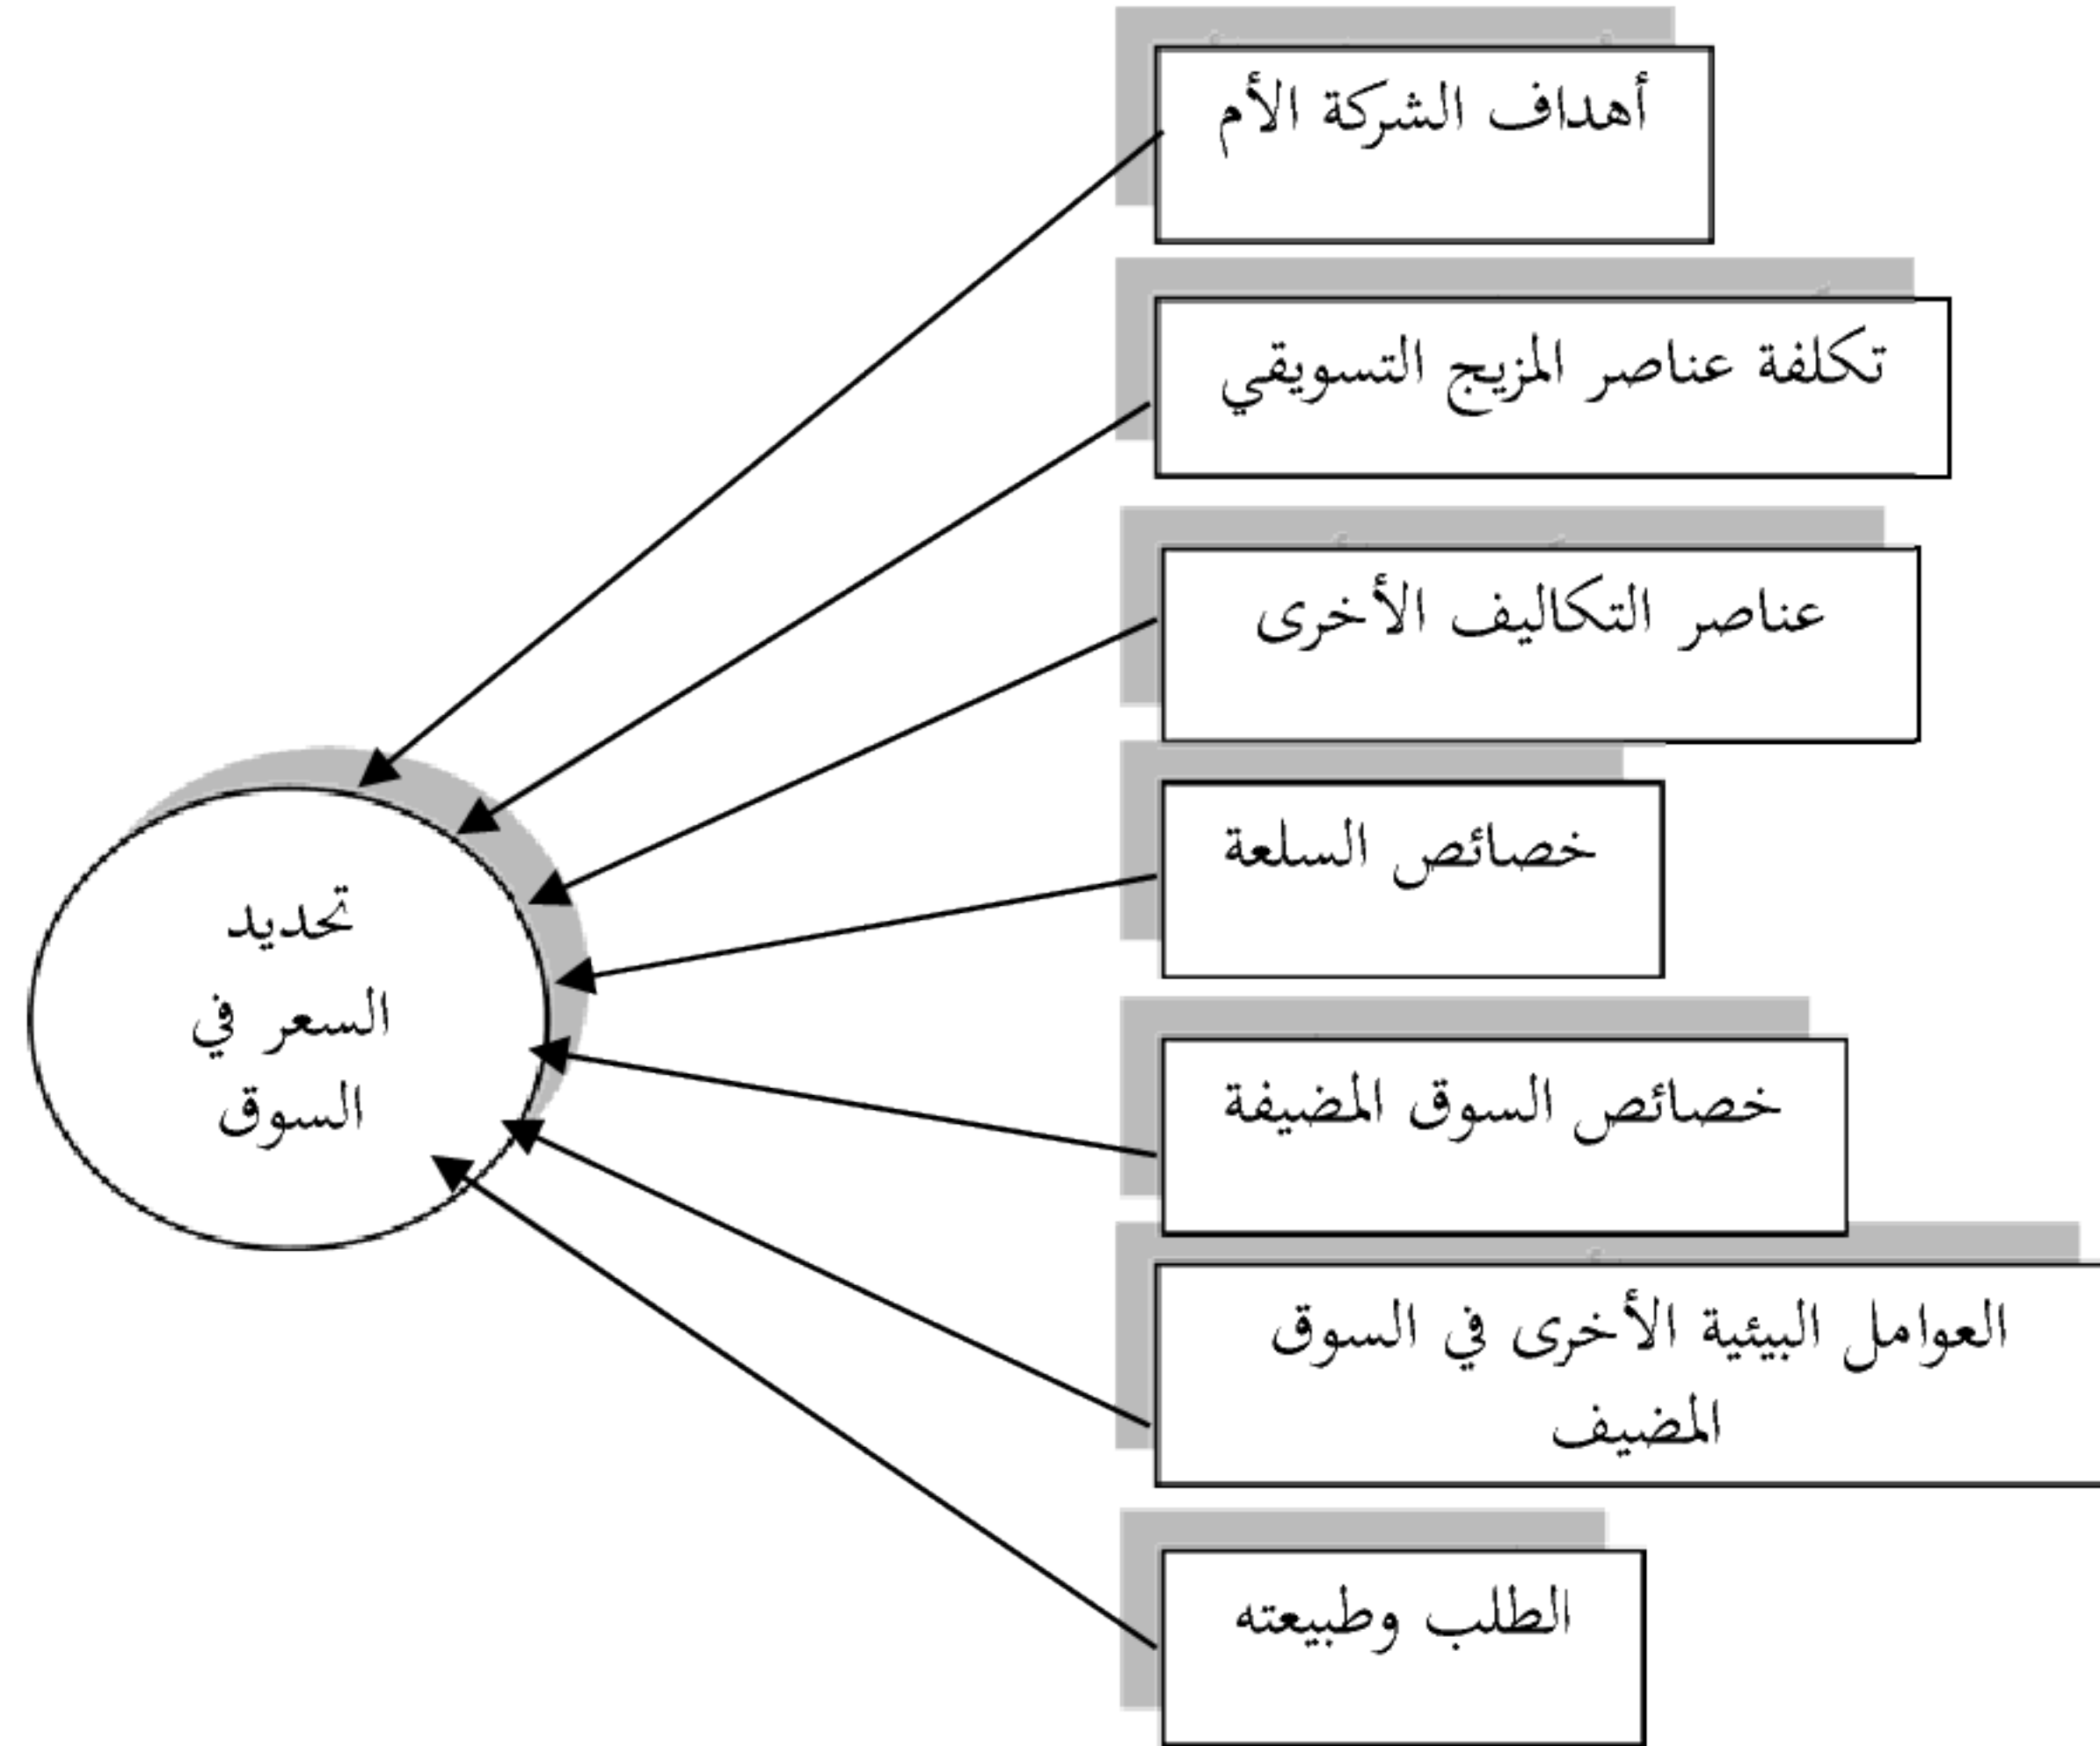 أهداف الشركة الأم
تكلفة عناصر المزيج التسويقي
عناصر التكاليف الأخرى
خصائص السلعة
خصائص السوق المضيفة
العوامل البيئية الأخرى في السوق
المضيف
الطلب وطبيعته
تحديد
السعر في
السوق